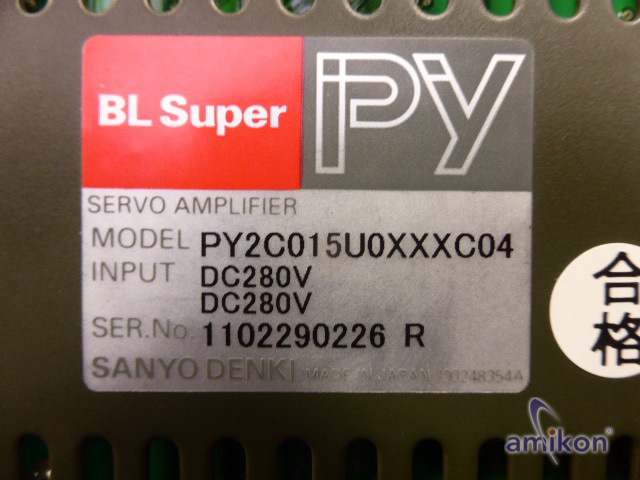 BL Super
PY
SERVO AMPLIFIER
MODEL PY2C015U0XXXC04
INPUT DC280V
DC280V
SER.No. 1102290226 R
SANYO DENKI MADE IN JAPAN 00248354A
合
格
amikon